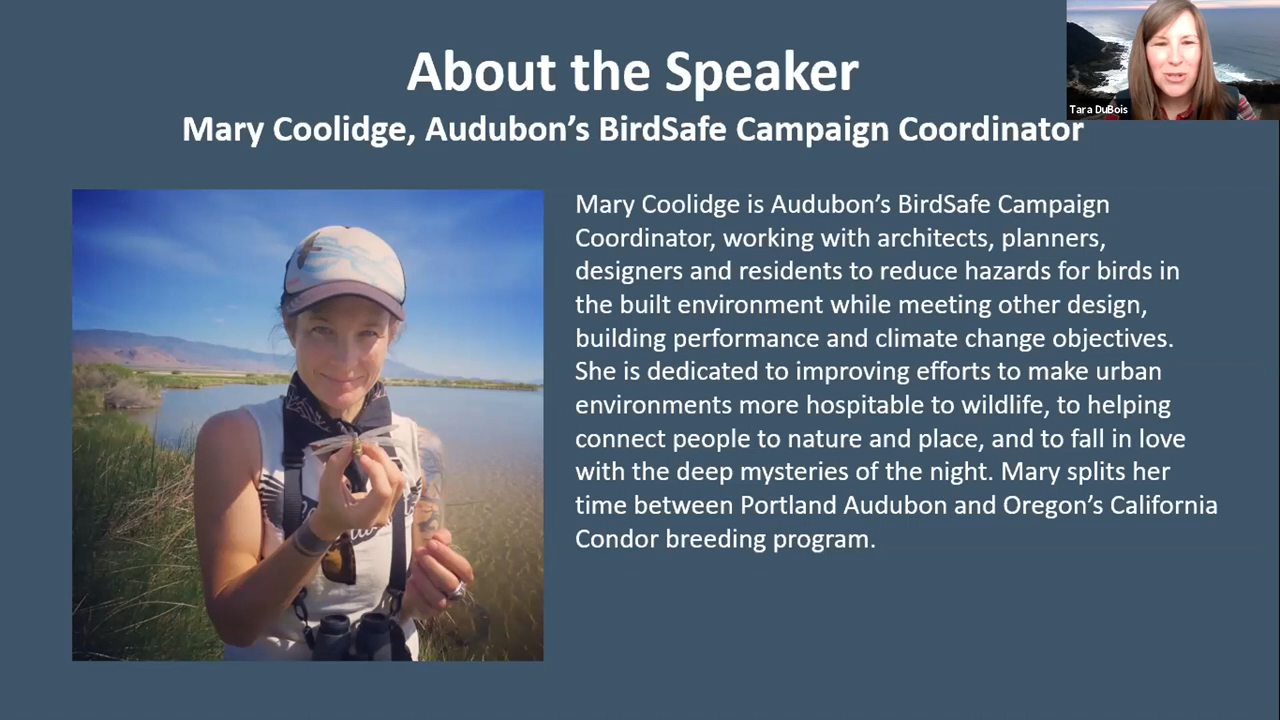 About the Speaker
Mary Coolidge, Audubon's BirdSafe Campaign Coordinator
Tara DuBois
Mary Coolidge is Audubon's BirdSafe Campaign
Coordinator, working with architects, planners,
designers and residents to reduce hazards for birds in
the built environment while meeting other design,
building performance and climate change objectives.
She is dedicated to improving efforts to make urban
environments more hospitable to wildlife, to helping
connect people to nature and place, and to fall in love
with the deep mysteries of the night. Mary splits her
time between Portland Audubon and Oregon's California
Condor breeding program.